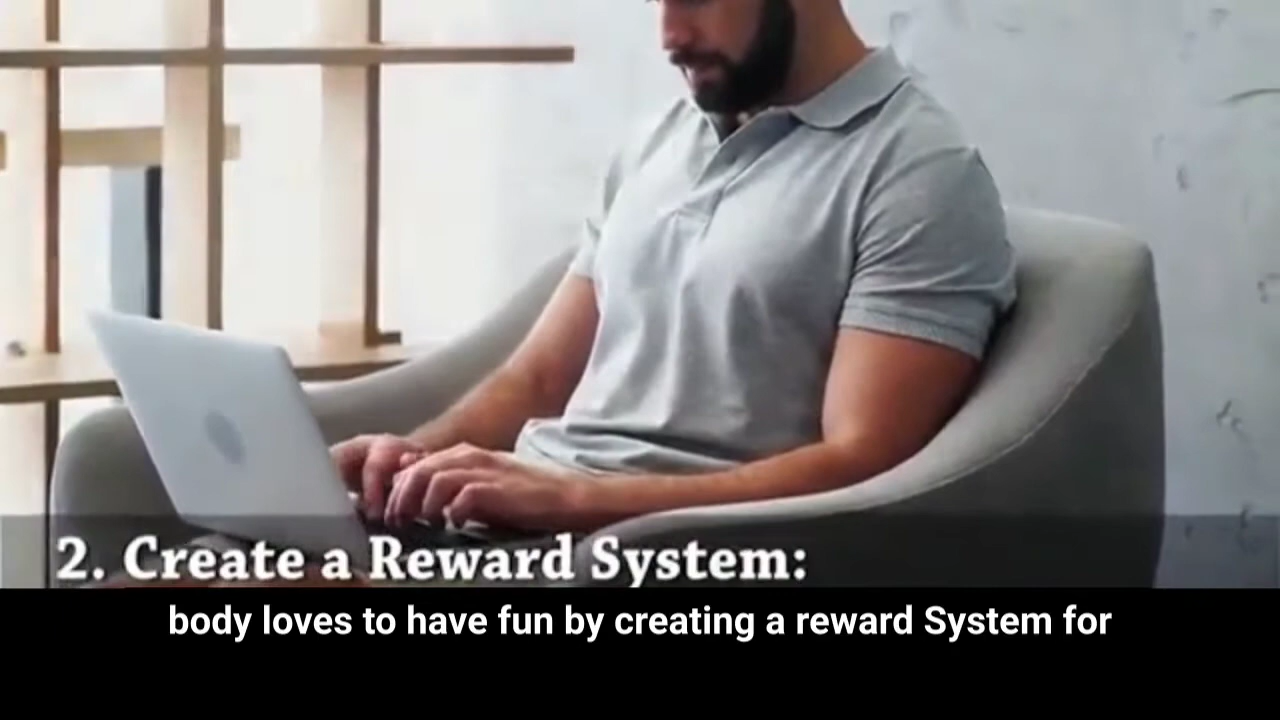 2. Create a Reward System:
body loves to have fun by creating a reward System for